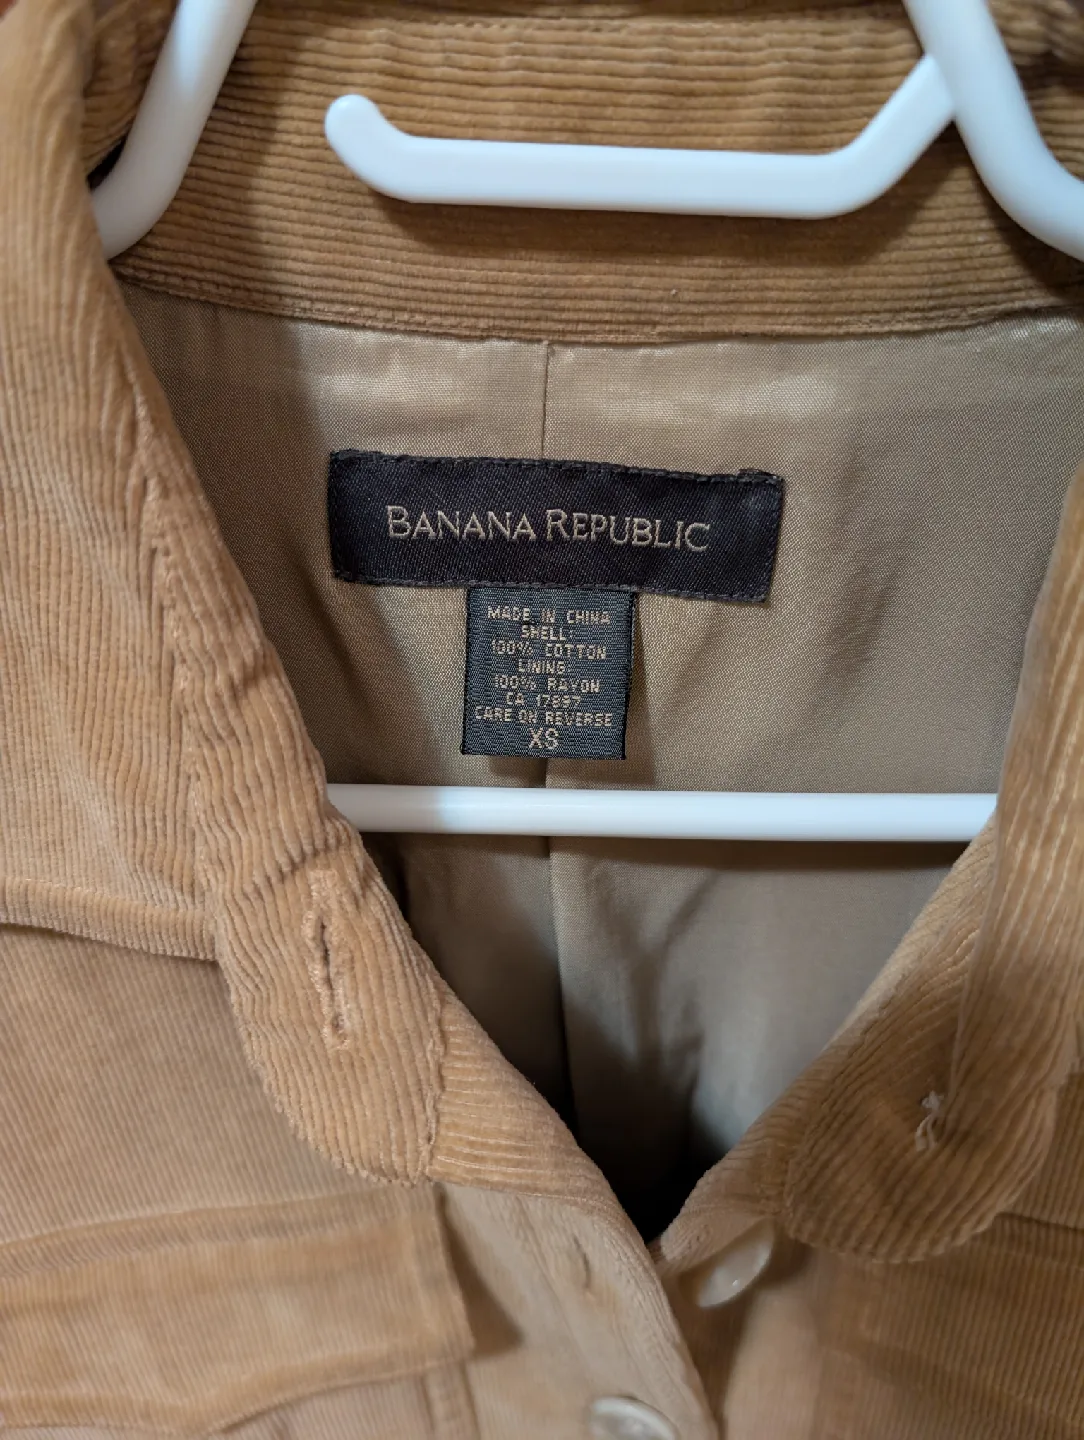 BANANA REPUBLIC
MADE IN CHINA
SHELL
100% COTTON
LINING
100% RAYON
CA 17897
CARE ON REVERSE
XS